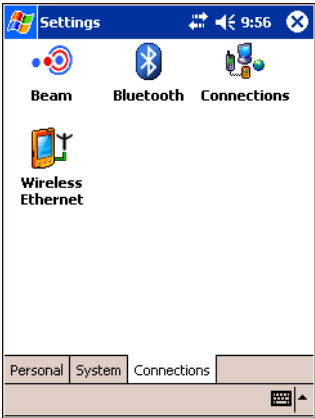 Settings 9:56
Beam Bluetooth Connections
Wireless
Ethernet
Personal System Connections